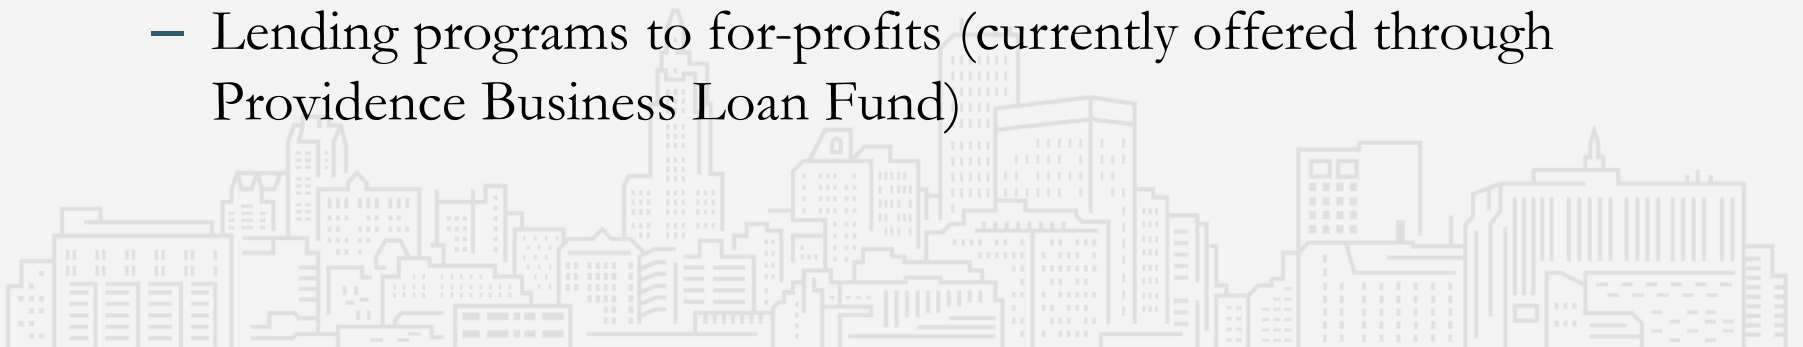 – Lending programs to for-profits (currently offered through
Providence Business Loan Fund)